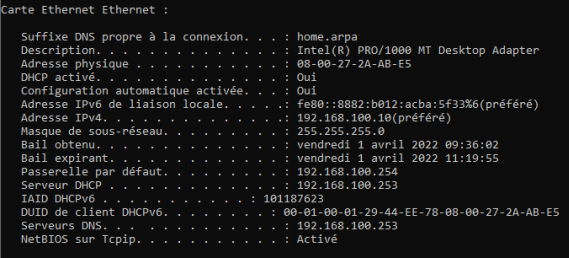 Carte Ethernet Ethernet :
Suffixe DNS propre à la connexion. . . : home.arpa
Description. . . . . . . . . . . . . . : Intel(R) PRO/1000 MT Desktop Adapter
Adresse physique . . . . . . . . . . . : 08-00-27-2A-AB-E5
DHCP activé. . . . . . . . . . . . . . : Oui
Configuration automatique activée. . . : Oui
Adresse IPv6 de liaison locale. . . . .: fe80::8882:b012:acba:5f33%6(préféré)
Adresse IPv4. . . . . . . . . . . . . .: 192.168.100.10(préféré)
Masque de sous-réseau. . . . . . . . . : 255.255.255.0
Bail obtenu. . . . . . . . . . . . . . : vendredi 1 avril 2022 09:36:02
Bail expirant. . . . . . . . . . . . . : vendredi 1 avril 2022 11:19:55
Passerelle par défaut. . . . . . . . . : 192.168.100.254
Serveur DHCP . . . . . . . . . . . . . : 192.168.100.253
IAID DHCPv6 . . . . . . . . . . . : 101187623
DUID de client DHCPv6. . . . . . . . : 00-01-00-01-29-44-EE-78-08-00-27-2A-AB-E5
Serveurs DNS. . . . . . . . . . . . . : 192.168.100.253
NetBIOS sur Tcpip. . . . . . . . . . . : Activé